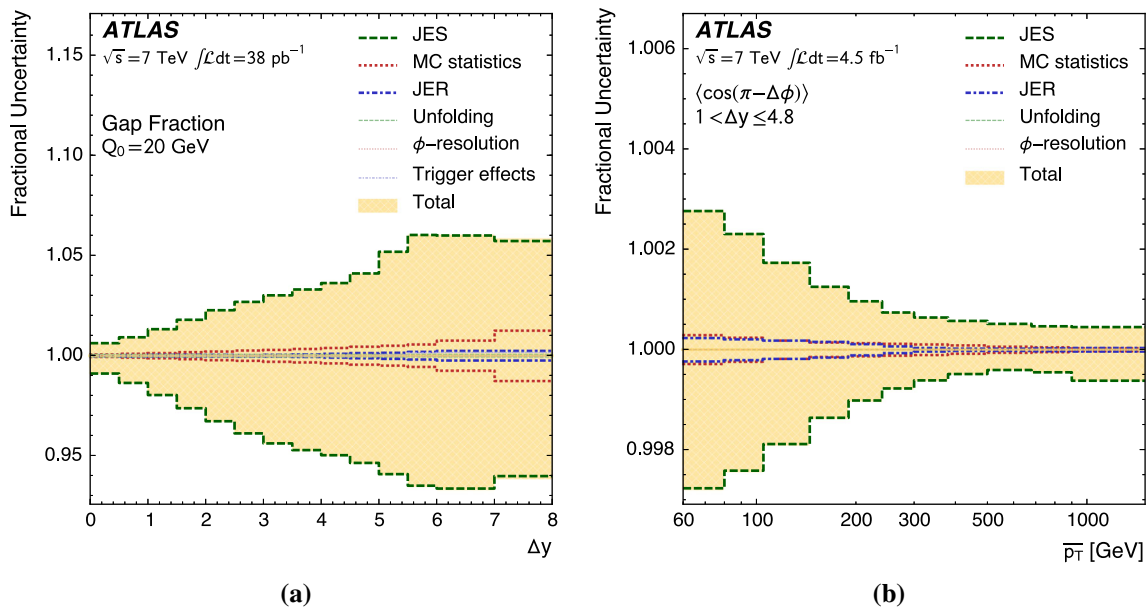 ATLAS
√s=7 TeV ∫ℒdt=38 pb⁻¹
Gap Fraction
Q₀=20 GeV
JES
MC statistics
JER
Unfolding
ϕ−resolution
Trigger effects
Total
Fractional Uncertainty
1.15
1.10
1.05
1.00
0.95
0 1 2 3 4 5 6 7 8
Δy
(a)
ATLAS
√s=7 TeV ∫ℒdt=4.5 fb⁻¹
⟨cos(π−Δϕ)⟩
1<Δy≤4.8
JES
MC statistics
JER
Unfolding
ϕ−resolution
Trigger effects
Total
Fractional Uncertainty
1.006
1.004
1.002
1.000
0.998
60 100 200 300 500 1000
p̅T̅ [GeV]
(b)